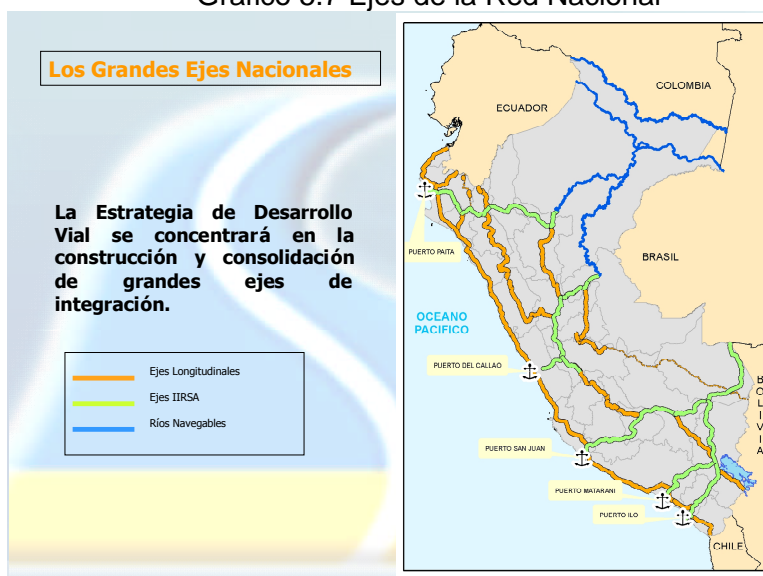 Gráfico 3.7 Ejes de la Red Nacional
Los Grandes Ejes Nacionales
La Estrategia de Desarrollo
Vial se concentrará en la
construcción y consolidación
de grandes ejes de
integración.
Ejes Longitudinales
Ejes IIRSA
Ríos Navegables
COLOMBIA
ECUADOR
PUERTO PAITA
BRASIL
OCEANO
PACIFICO
PUERTO DEL CALLAO
BOLIVIA
PUERTO SAN JUAN
PUERTO MATARANI
PUERTO ILO
CHILE